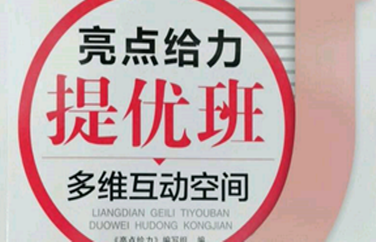 亮点给力
提优班
多维互动空间
LIANGDIAN GEILI TIYOUBAN
DUOWEI HUDONG KONGJIAN
《亮点给力》编写组 编